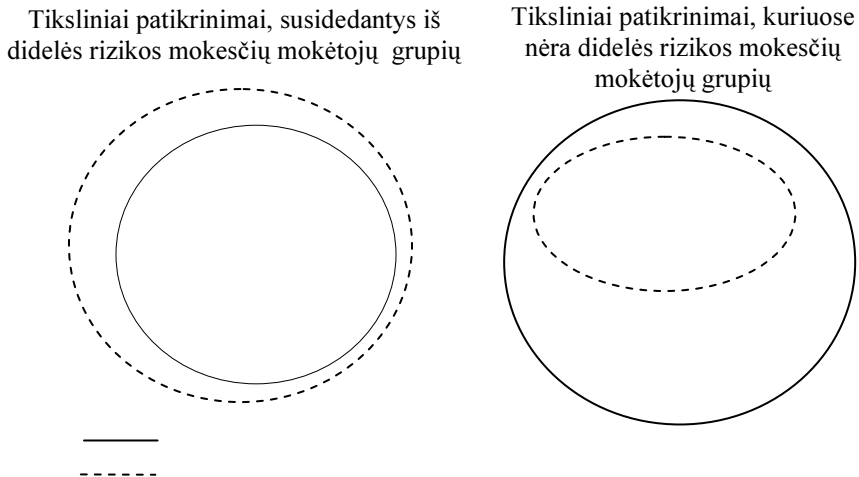 Tiksliniai patikrinimai, susidedantys iš
didelės rizikos mokesčių mokėtojų grupių
Tiksliniai patikrinimai, kuriuose
nėra didelės rizikos mokesčių
mokėtojų grupių